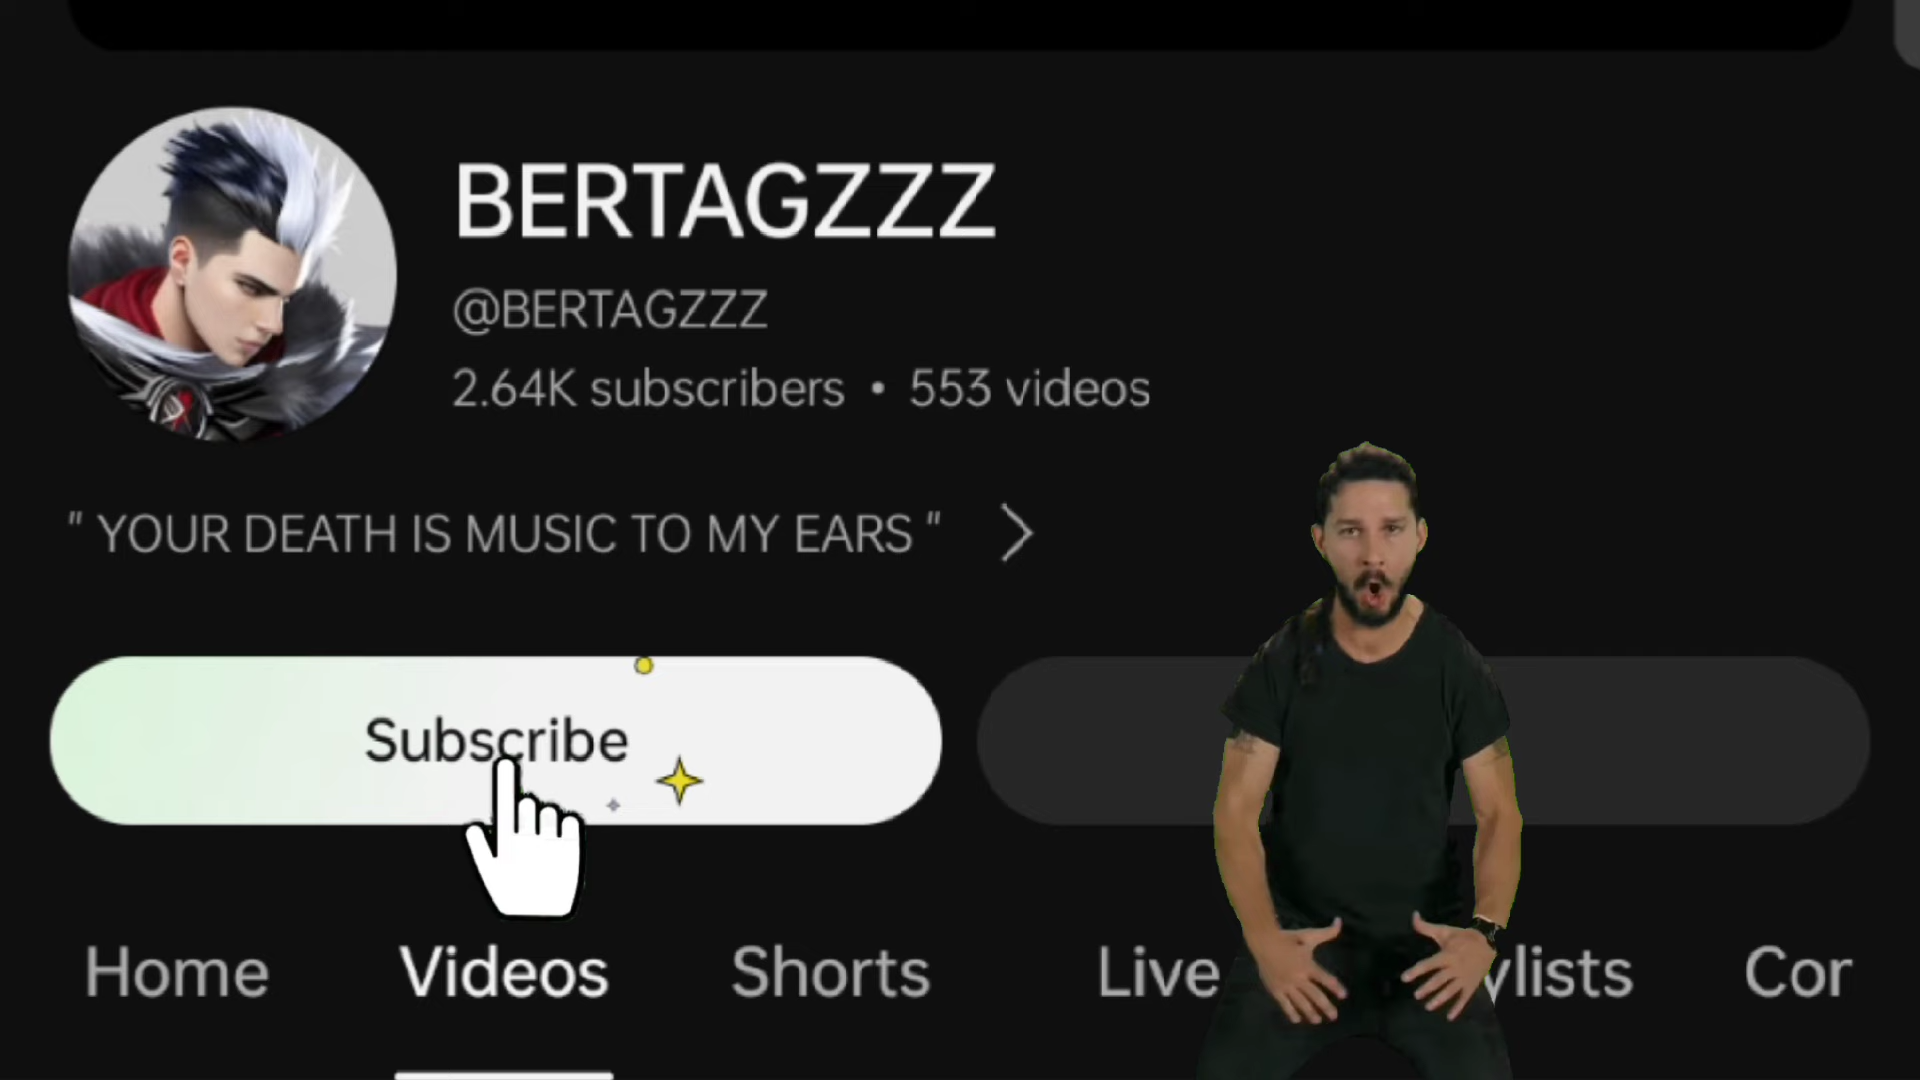 BERTAGZZZ
@BERTAGZZZ
2.64K subscribers • 553 videos
" YOUR DEATH IS MUSIC TO MY EARS "
Subscribe
Home Videos Shorts Live ylists Cor